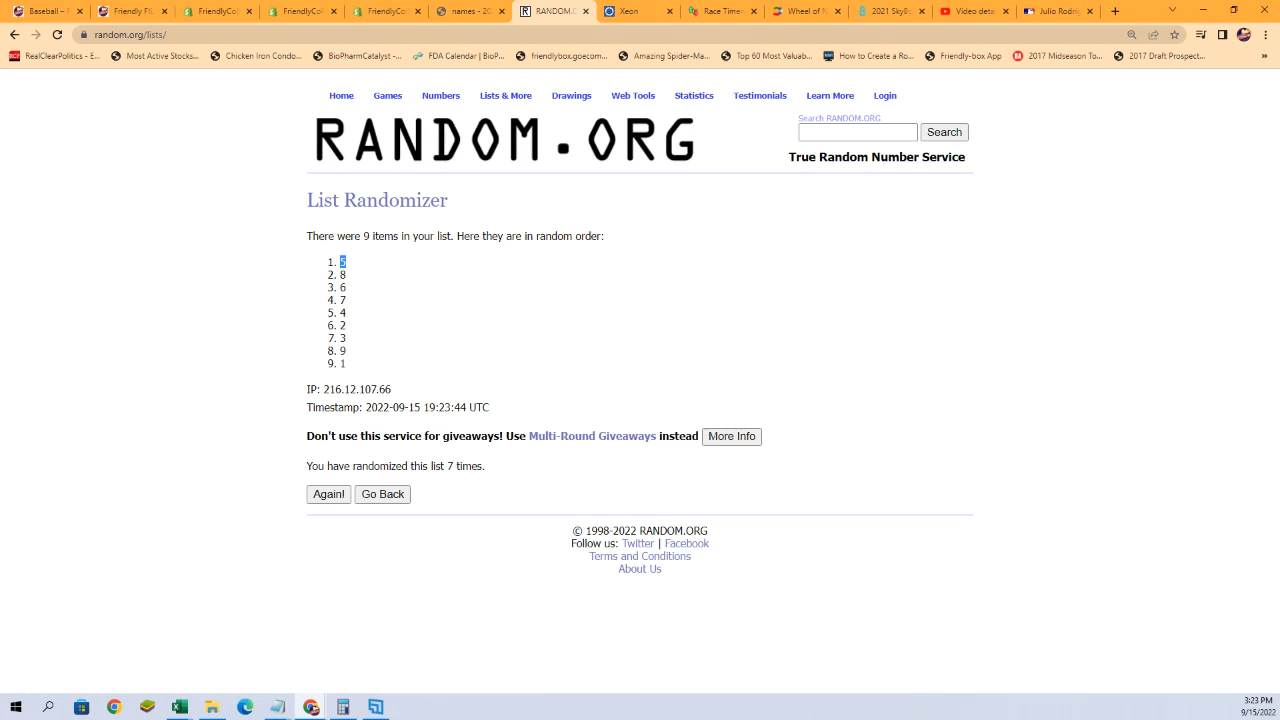 Baseball - F
Friendly Fil
FriendlyCol
FriendlyCol
FriendlyCol
names - 20
RANDOM.O
Xeon
Race Timer
Wheel of N
2021 SkyBo
Video detai
Julio Rodrig
random.org/lists/
RealClearPolitics - E...
Most Active Stocks...
Chicken Iron Condo...
BioPharmCatalyst -...
FDA Calendar | BioP...
friendlybox.goecom...
Amazing Spider-Ma...
Top 60 Most Valuab...
How to Create a Ro...
Friendly-box App
2017 Midseason To...
2017 Draft Prospect...
Home Games Numbers Lists & More Drawings Web Tools Statistics Testimonials Learn More Login
RANDOM.ORG
Search RANDOM.ORG
Search
True Random Number Service
List Randomizer
There were 9 items in your list. Here they are in random order:
1. 5
2. 8
3. 6
4. 7
5. 4
6. 2
7. 3
8. 9
9. 1
IP: 216.12.107.66
Timestamp: 2022-09-15 19:23:44 UTC
Don't use this service for giveaways! Use Multi-Round Giveaways instead More Info
You have randomized this list 7 times.
Again! Go Back
© 1998-2022 RANDOM.ORG
Follow us: Twitter | Facebook
Terms and Conditions
About Us
3:23 PM
9/15/2022